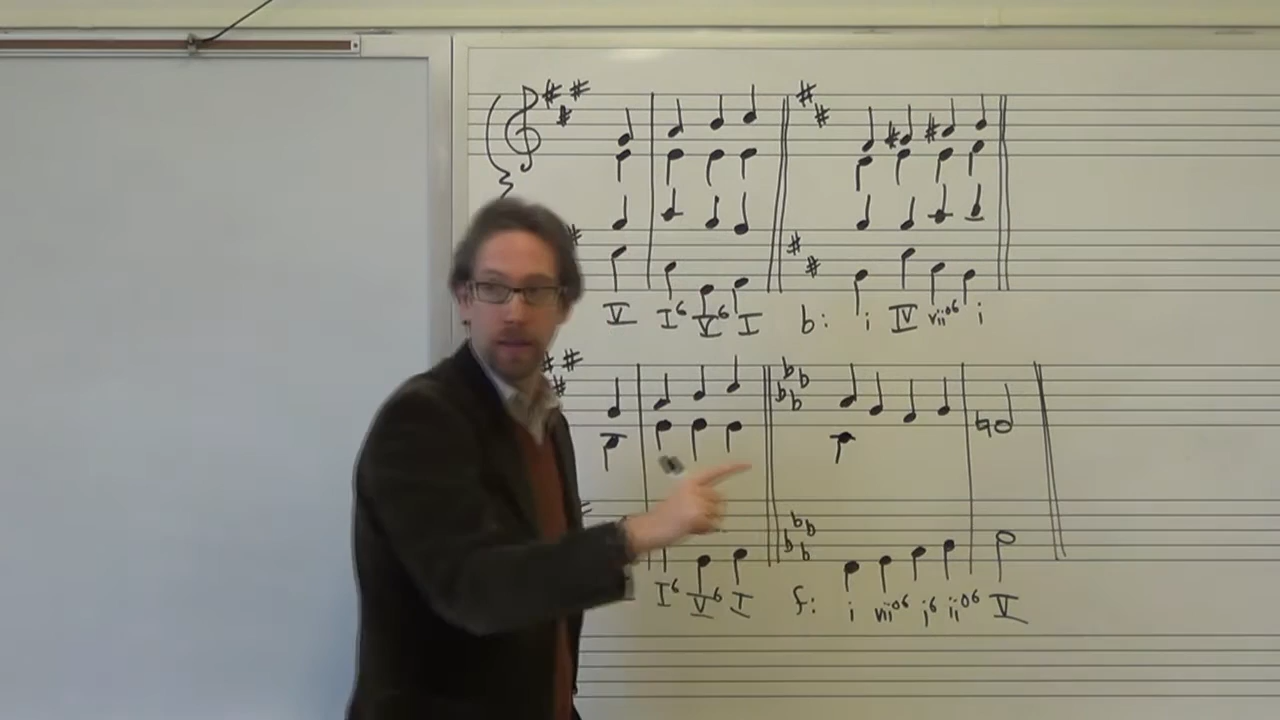 V I⁶ V⁶ I b: i IV vii°⁶ i
I⁶ V⁶ I f: i vii°⁶ i⁶ ii°⁶ V